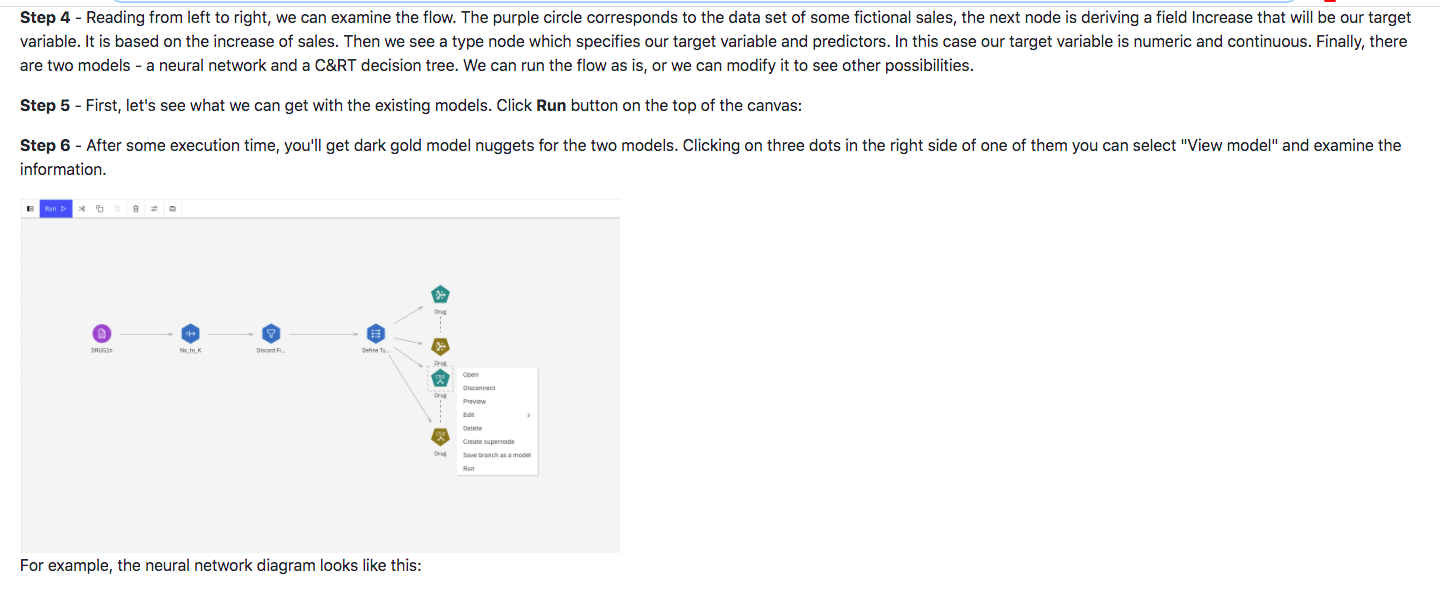 Step 4 - Reading from left to right, we can examine the flow. The purple circle corresponds to the data set of some fictional sales, the next node is deriving a field Increase that will be our target
variable. It is based on the increase of sales. Then we see a type node which specifies our target variable and predictors. In this case our target variable is numeric and continuous. Finally, there
are two models - a neural network and a C&RT decision tree. We can run the flow as is, or we can modify it to see other possibilities.
Step 5 - First, let's see what we can get with the existing models. Click Run button on the top of the canvas:
Step 6 - After some execution time, you'll get dark gold model nuggets for the two models. Clicking on three dots in the right side of one of them you can select "View model" and examine the
information.
Run
Drug
DRUG1n
Na_to_K
Discard Fi...
Define Ty...
Drug
Drug
Drug
Open
Disconnect
Preview
Edit
Delete
Create supernode
Save branch as a model
Run
For example, the neural network diagram looks like this: